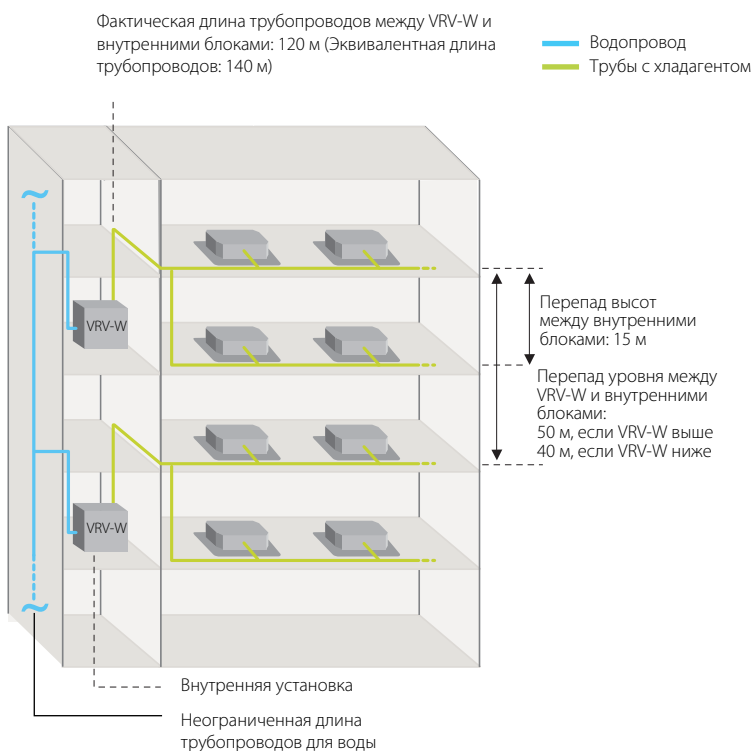 Фактическая длина трубопроводов между VRV-W и
внутренними блоками: 120 м (Эквивалентная длина
трубопроводов: 140 м)
Водопровод
Трубы с хладагентом
VRV-W
Перепад высот
между внутренними
блоками: 15 м
Перепад уровня между
VRV-W и внутренними
блоками:
50 м, если VRV-W выше
40 м, если VRV-W ниже
VRV-W
Внутренняя установка
Неограниченная длина
трубопроводов для воды